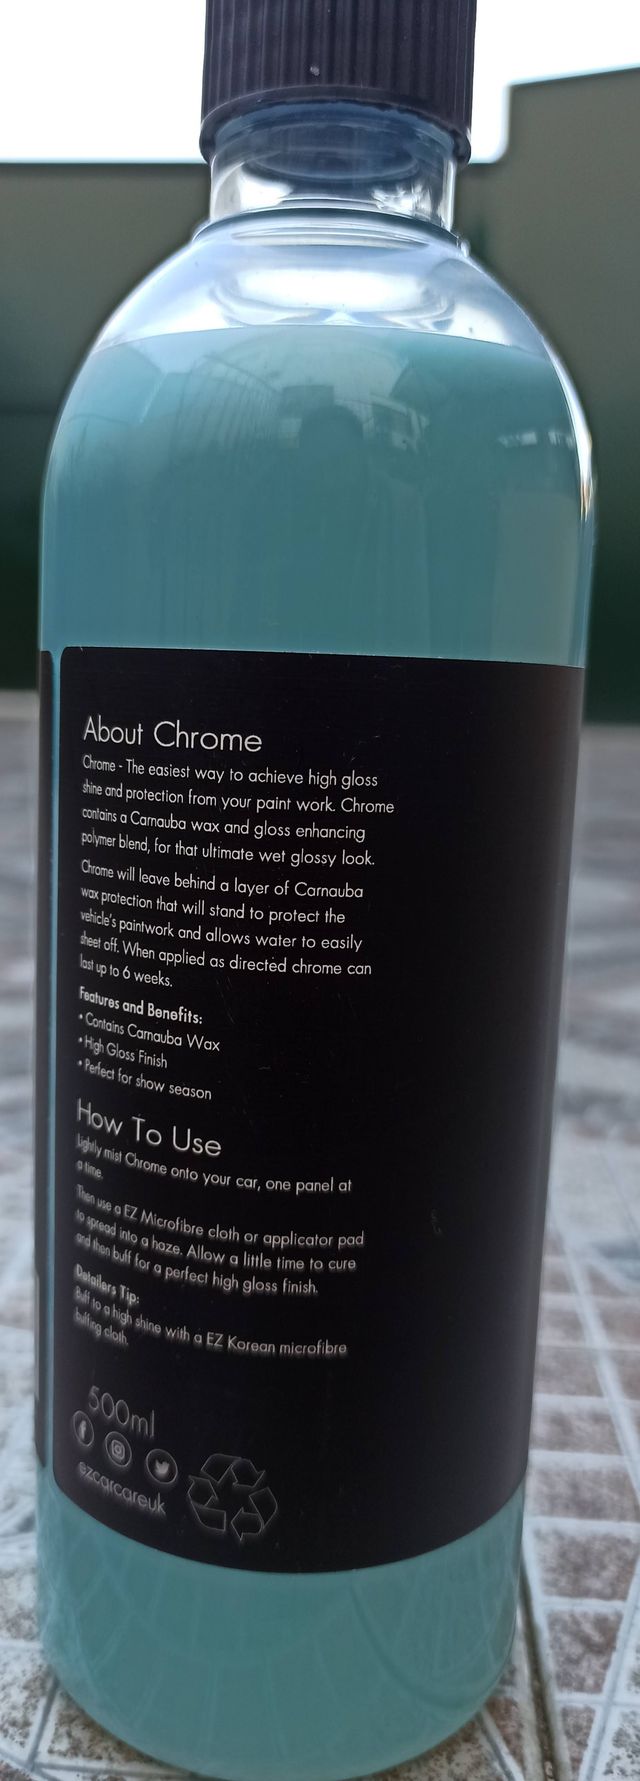 About Chrome
Chrome - The easiest way to achieve high gloss
shine and protection from your paint work. Chrome
contains a Carnauba wax and gloss enhancing
polymer blend, for that ultimate wet glossy look.
Chrome will leave behind a layer of Carnauba
wax protection that will stand to protect the
vehicle's paintwork and allows water to easily
sheet off. When applied as directed chrome can
last up to 6 weeks.
Features and Benefits:
• Contains Carnauba Wax
• High Gloss Finish
• Perfect for show season
How To Use
Lightly mist Chrome onto your car, one panel at
a time.
Then use a EZ Microfibre cloth or applicator pad
to spread into a haze. Allow a little time to cure
and then buff for a perfect high gloss finish.
Detailers Tip:
Buff to a high shine with a EZ Korean microfibre
buffing cloth.
500ml
ezcarcareuk